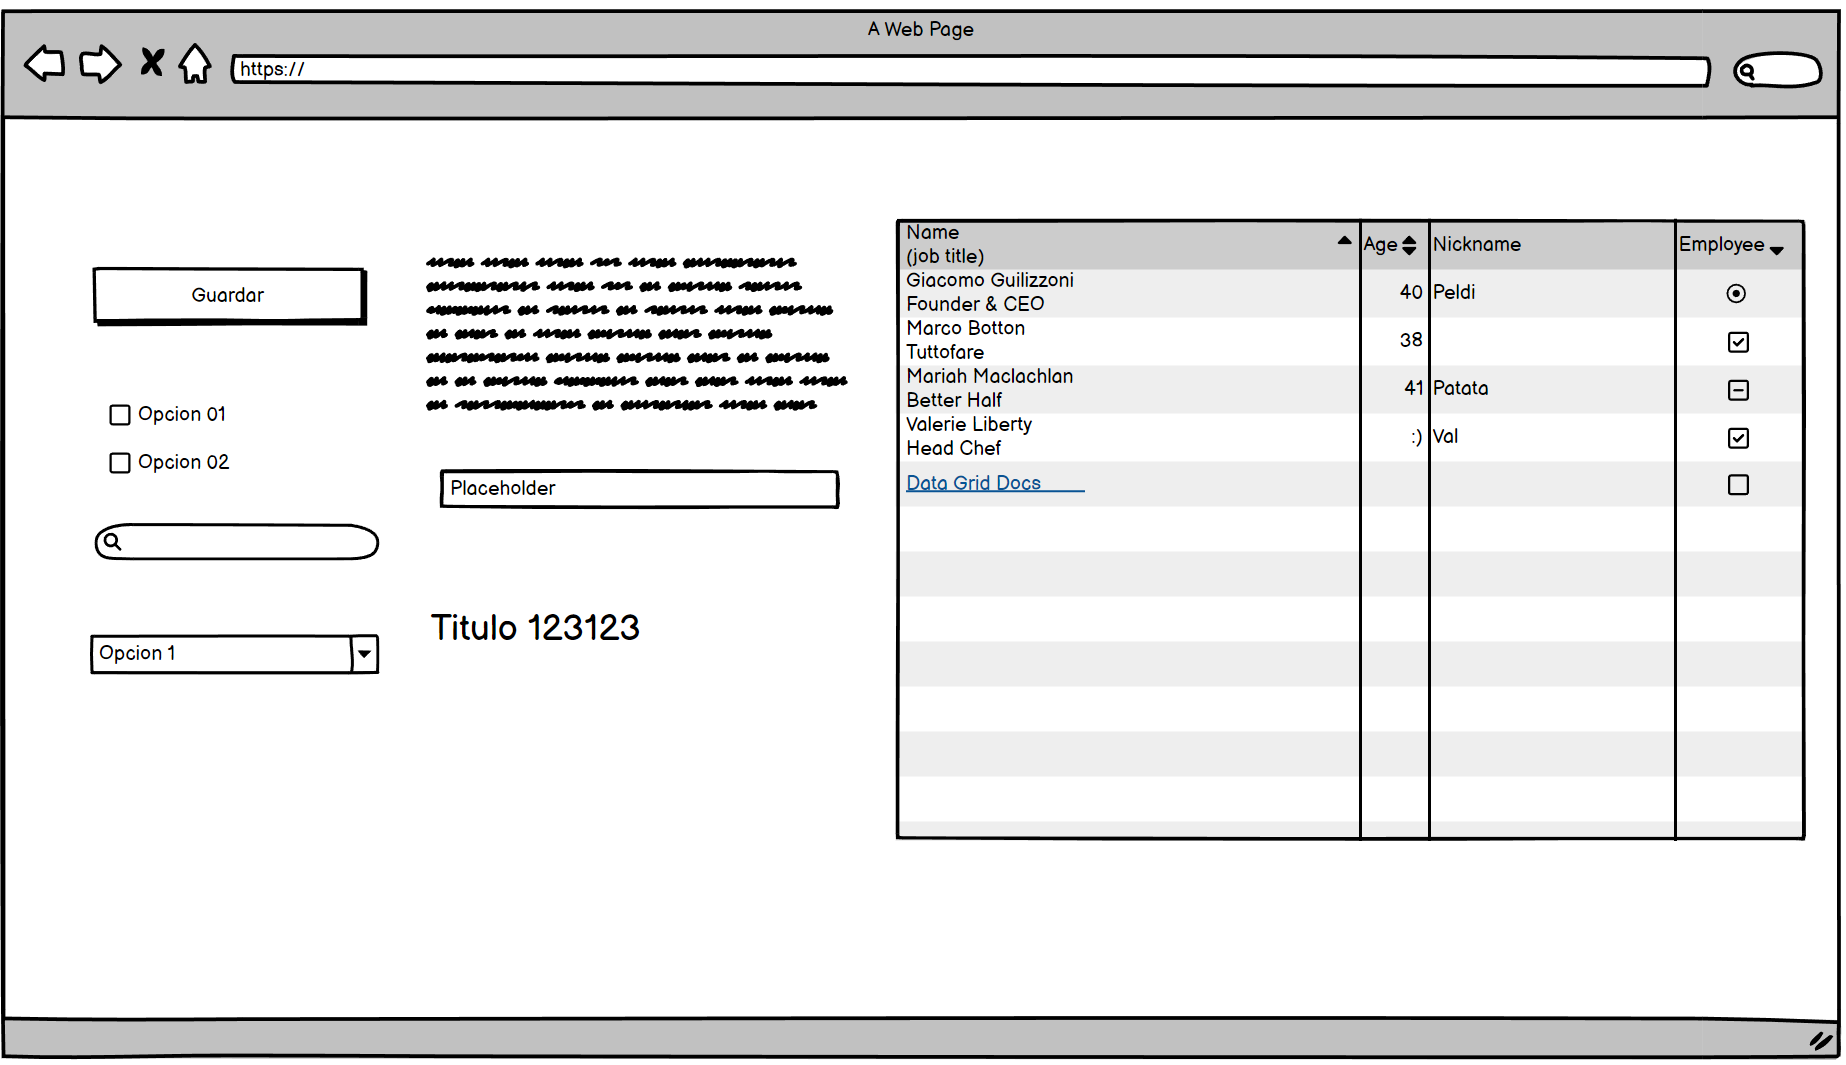 A Web Page
https://
Guardar
Opcion 01
Opcion 02
Opcion 1
Placeholder
Titulo 123123
Name
(job title)
Age
Nickname
Employee
Giacomo Guilizzoni
Founder & CEO
40
Peldi
Marco Botton
Tuttofare
38
Mariah Maclachlan
Better Half
41
Patata
Valerie Liberty
Head Chef
:)
Val
Data Grid Docs